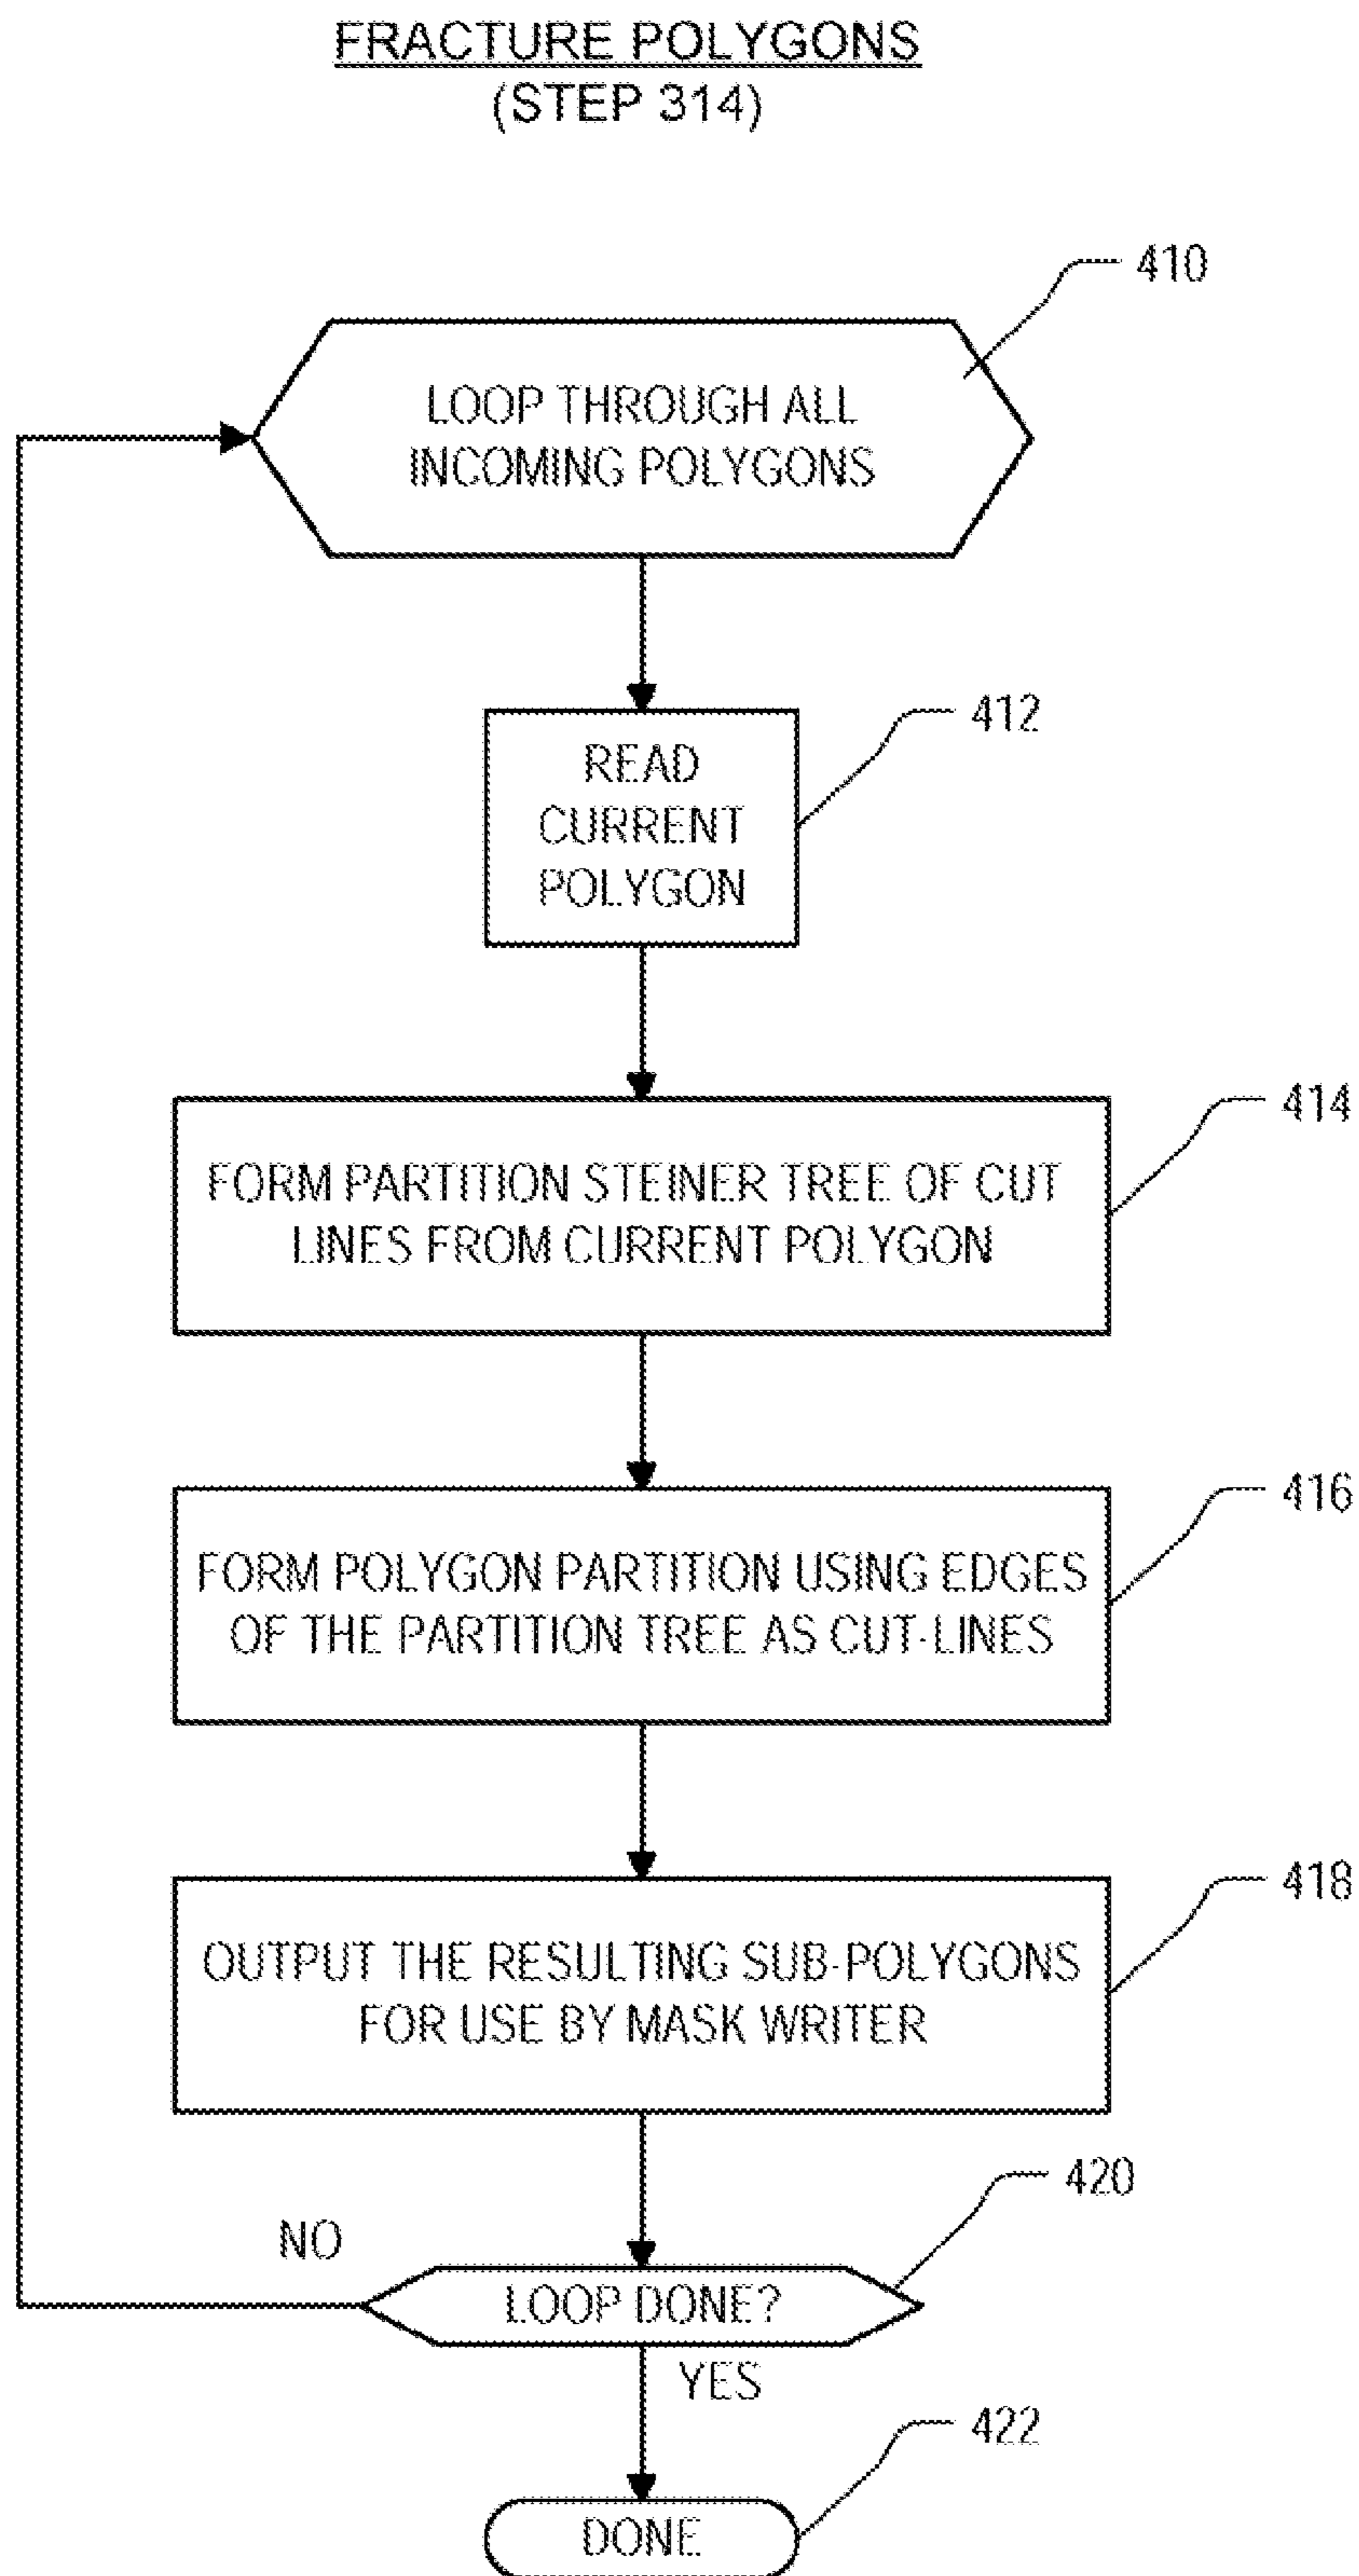 FRACTURE POLYGONS
(STEP 314)
410
LOOP THROUGH ALL
INCOMING POLYGONS
412
READ
CURRENT
POLYGON
414
FORM PARTITION STEINER TREE OF CUT
LINES FROM CURRENT POLYGON
416
FORM POLYGON PARTITION USING EDGES
OF THE PARTITION TREE AS CUT-LINES
418
OUTPUT THE RESULTING SUB-POLYGONS
FOR USE BY MASK WRITER
420
NO
LOOP DONE?
YES
422
DONE